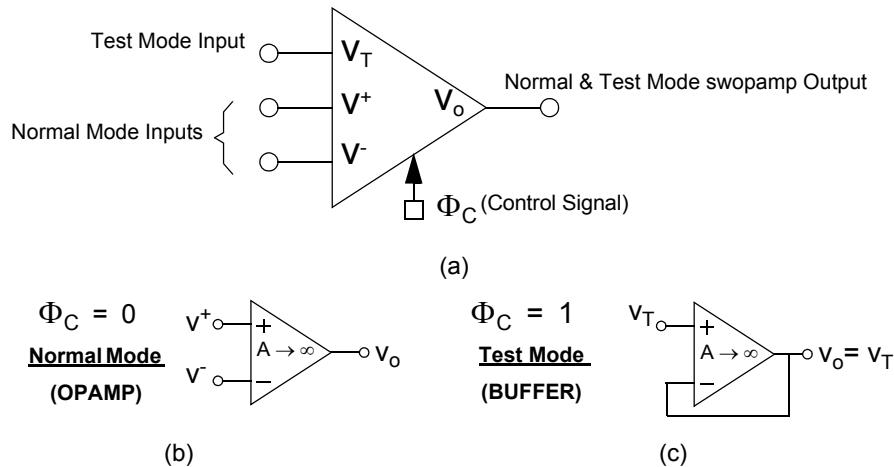 Test Mode Input
V_T
V^+
V^-
V_o
Normal & Test Mode swopamp Output
Normal Mode Inputs
Φ_C (Control Signal)
(a)
Φ_C = 0
Normal Mode
(OPAMP)
v^+
v^-
+
A → ∞
−
v_o
(b)
Φ_C = 1
Test Mode
(BUFFER)
v_T
+
A → ∞
−
v_o = v_T
(c)